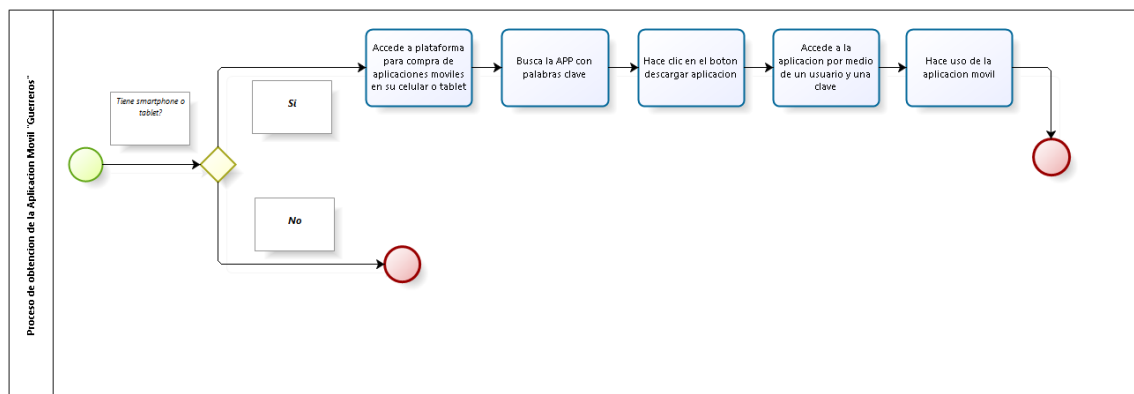 Proceso de obtencion de la Aplicacion Movil "Guerreros"
Tiene smartphone o
tablet?
Si
No
Accede a plataforma
para compra de
aplicaciones moviles
en su celular o tablet
Busca la APP con
palabras clave
Hace clic en el boton
descargar aplicacion
Accede a la
aplicacion por medio
de un usuario y una
clave
Hace uso de la
aplicacion movil